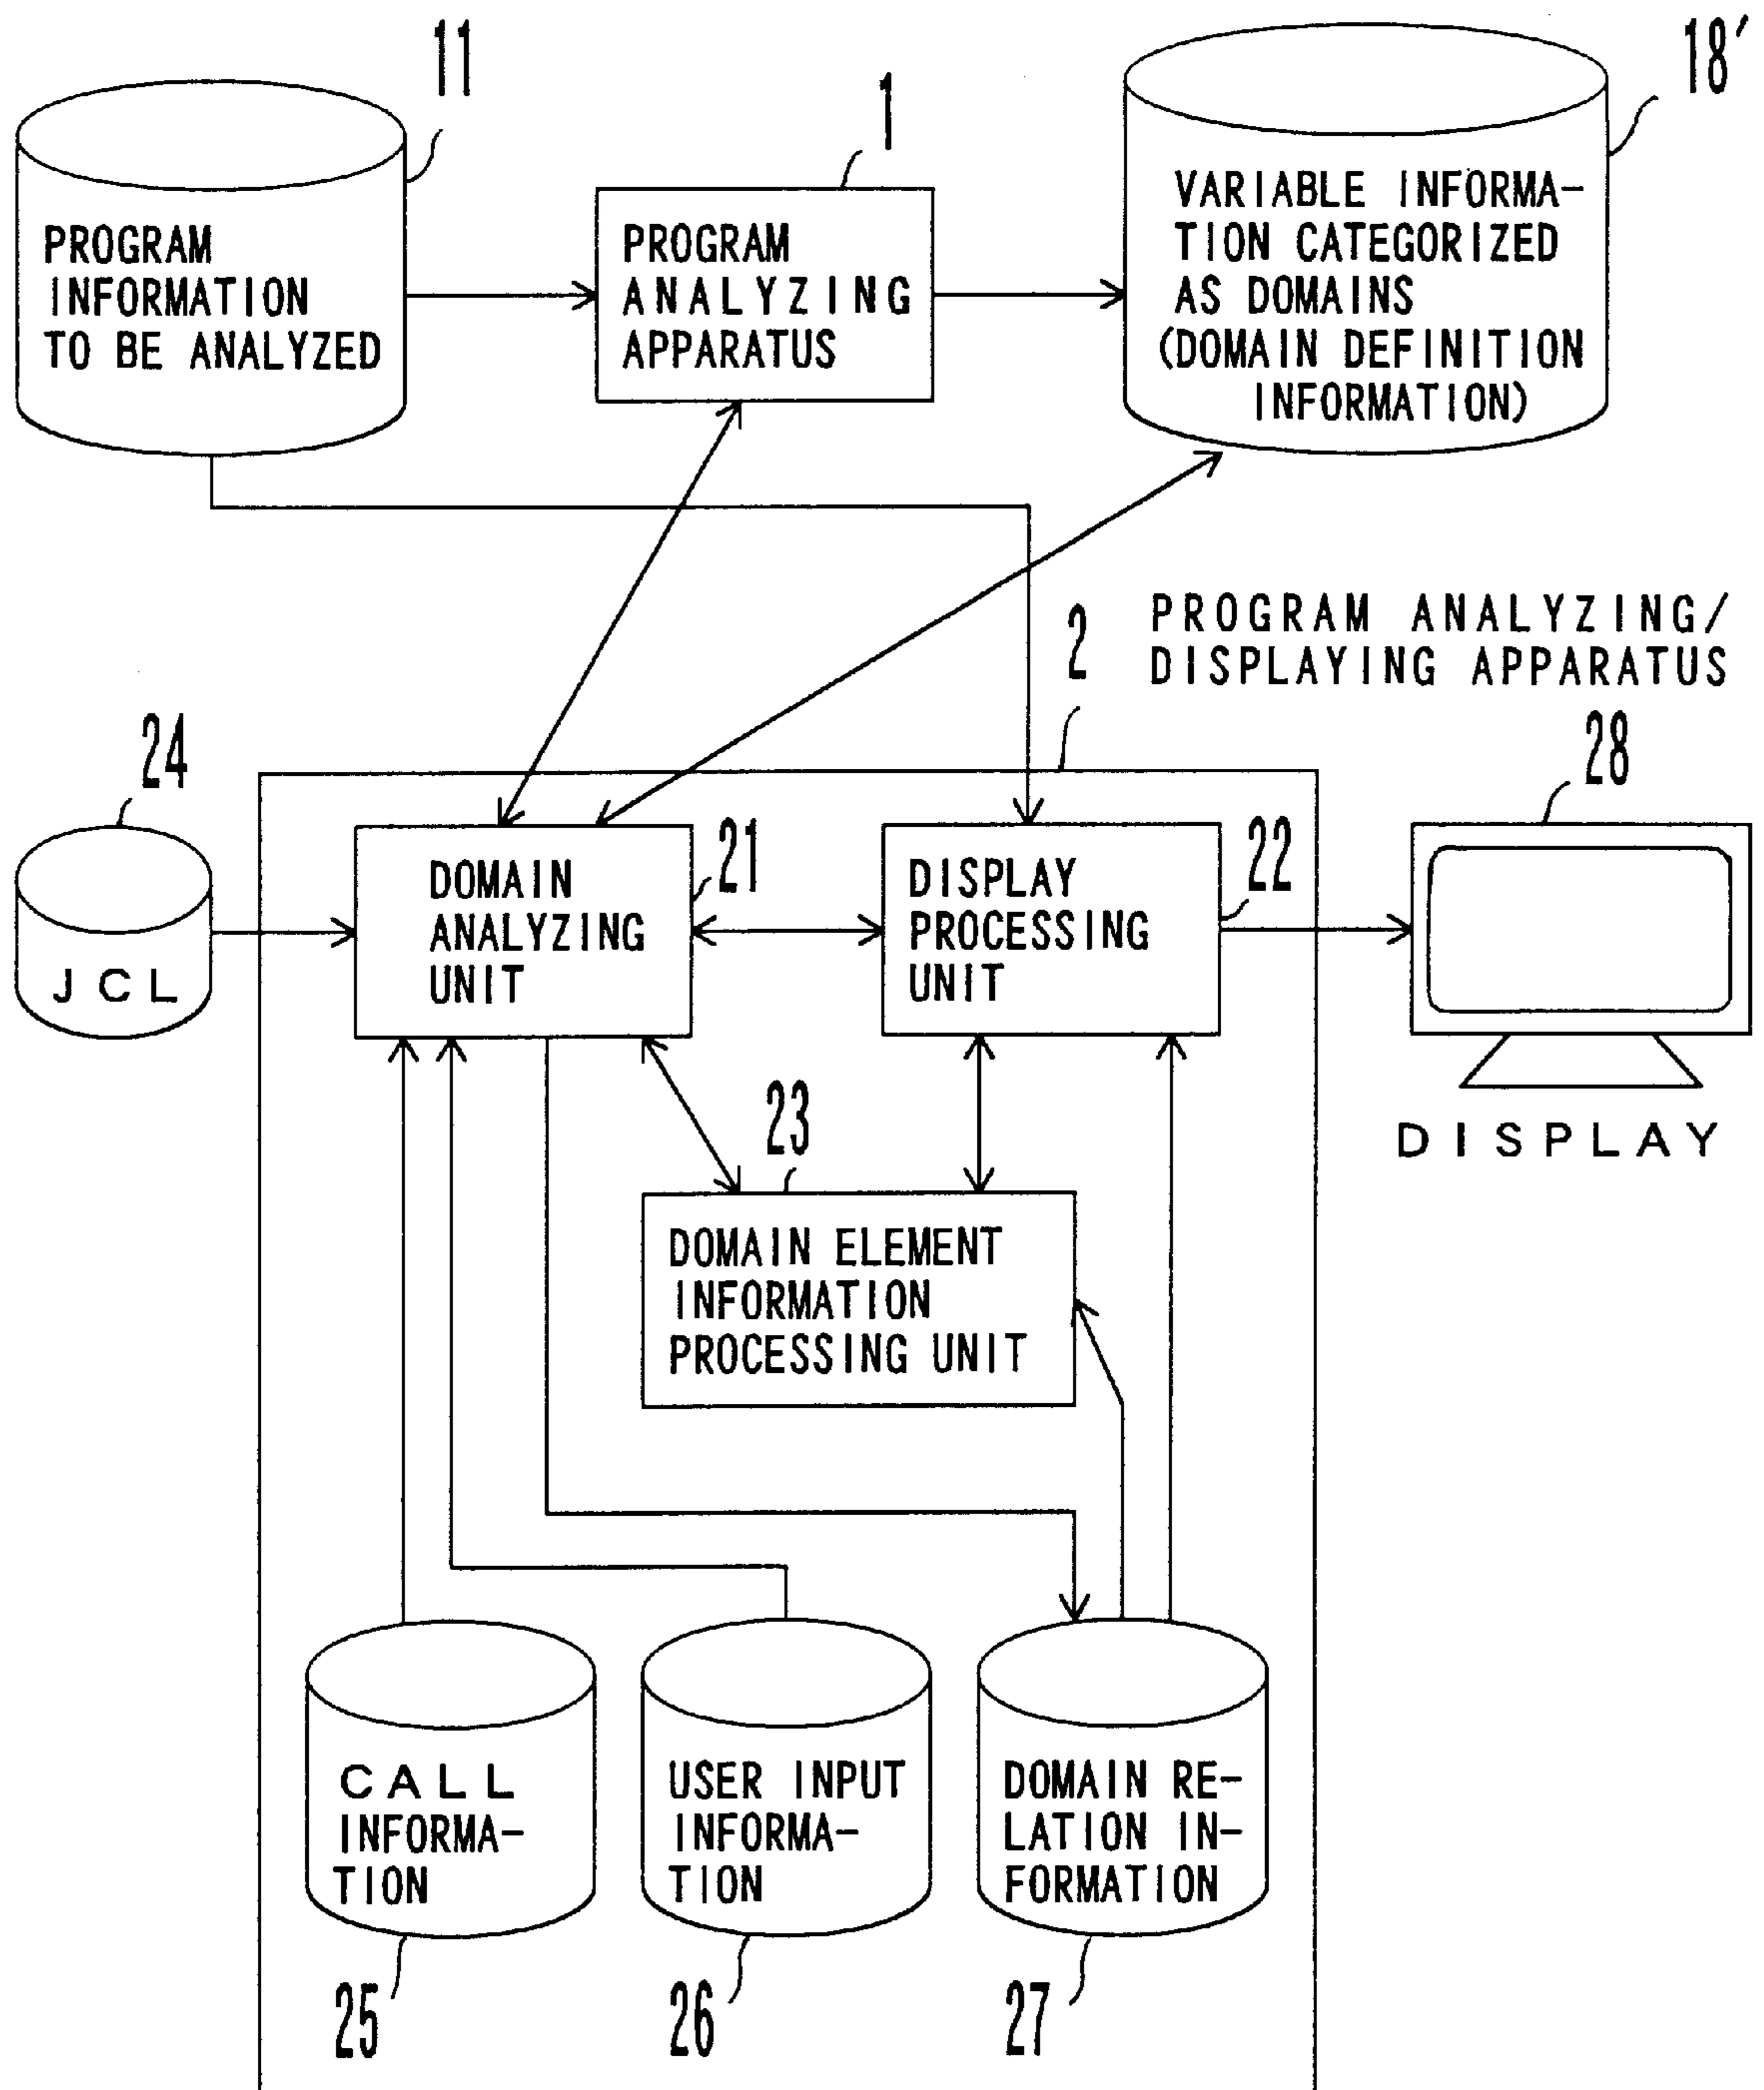 11
1
18'
PROGRAM
INFORMATION
TO BE ANALYZED
PROGRAM
ANALYZING
APPARATUS
VARIABLE INFORMA-
TION CATEGORIZED
AS DOMAINS
(DOMAIN DEFINITION
INFORMATION)
2
PROGRAM ANALYZING/
DISPLAYING APPARATUS
24
28
JCL
DOMAIN
ANALYZING
UNIT
21
DISPLAY
PROCESSING
UNIT
22
DISPLAY
23
DOMAIN ELEMENT
INFORMATION
PROCESSING UNIT
CALL
INFORMA-
TION
USER INPUT
INFORMA-
TION
DOMAIN RE-
LATION IN-
FORMATION
25
26
27